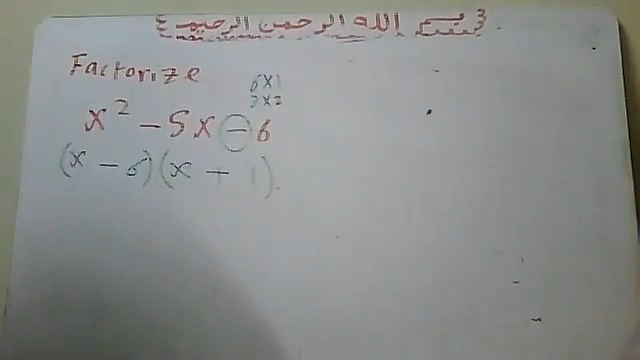 بسم الله الرحمن الرحيم
Factorize
6×1
3×2
x² - 5x - 6
(x - 6)(x + 1)